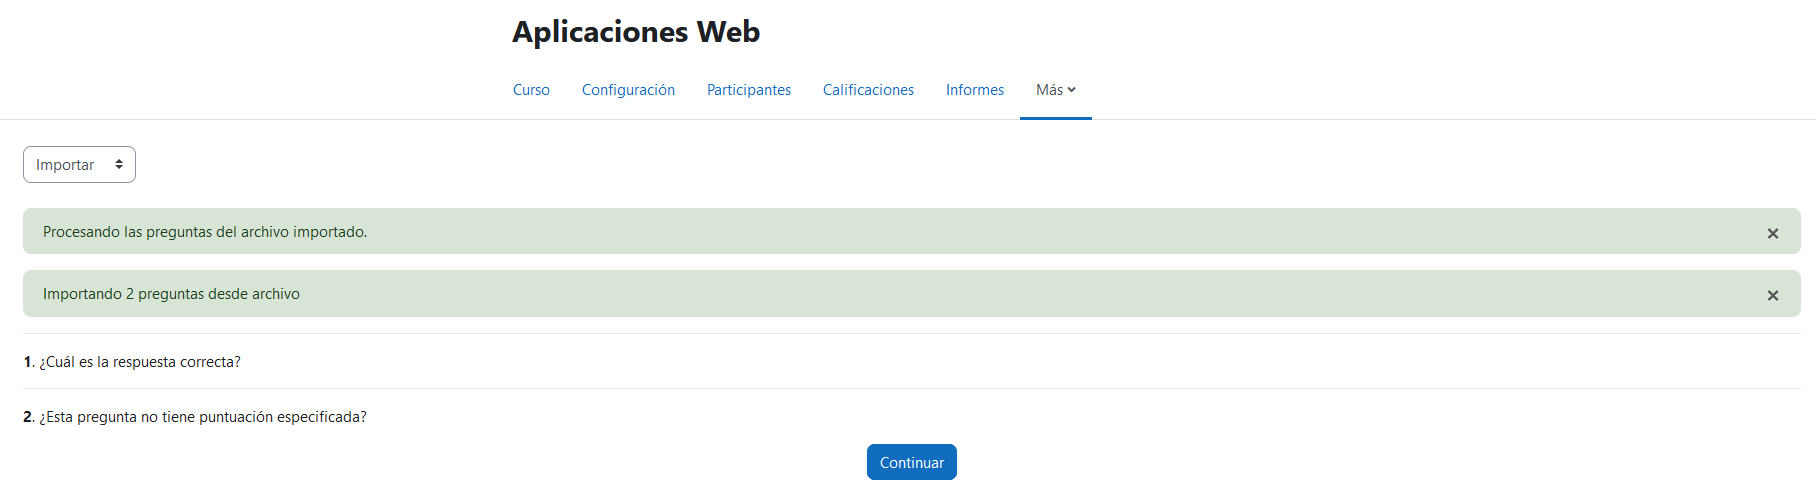 Aplicaciones Web
Curso Configuración Participantes Calificaciones Informes Más
Importar
Procesando las preguntas del archivo importado.
Importando 2 preguntas desde archivo
1. ¿Cuál es la respuesta correcta?
2. ¿Esta pregunta no tiene puntuación especificada?
Continuar